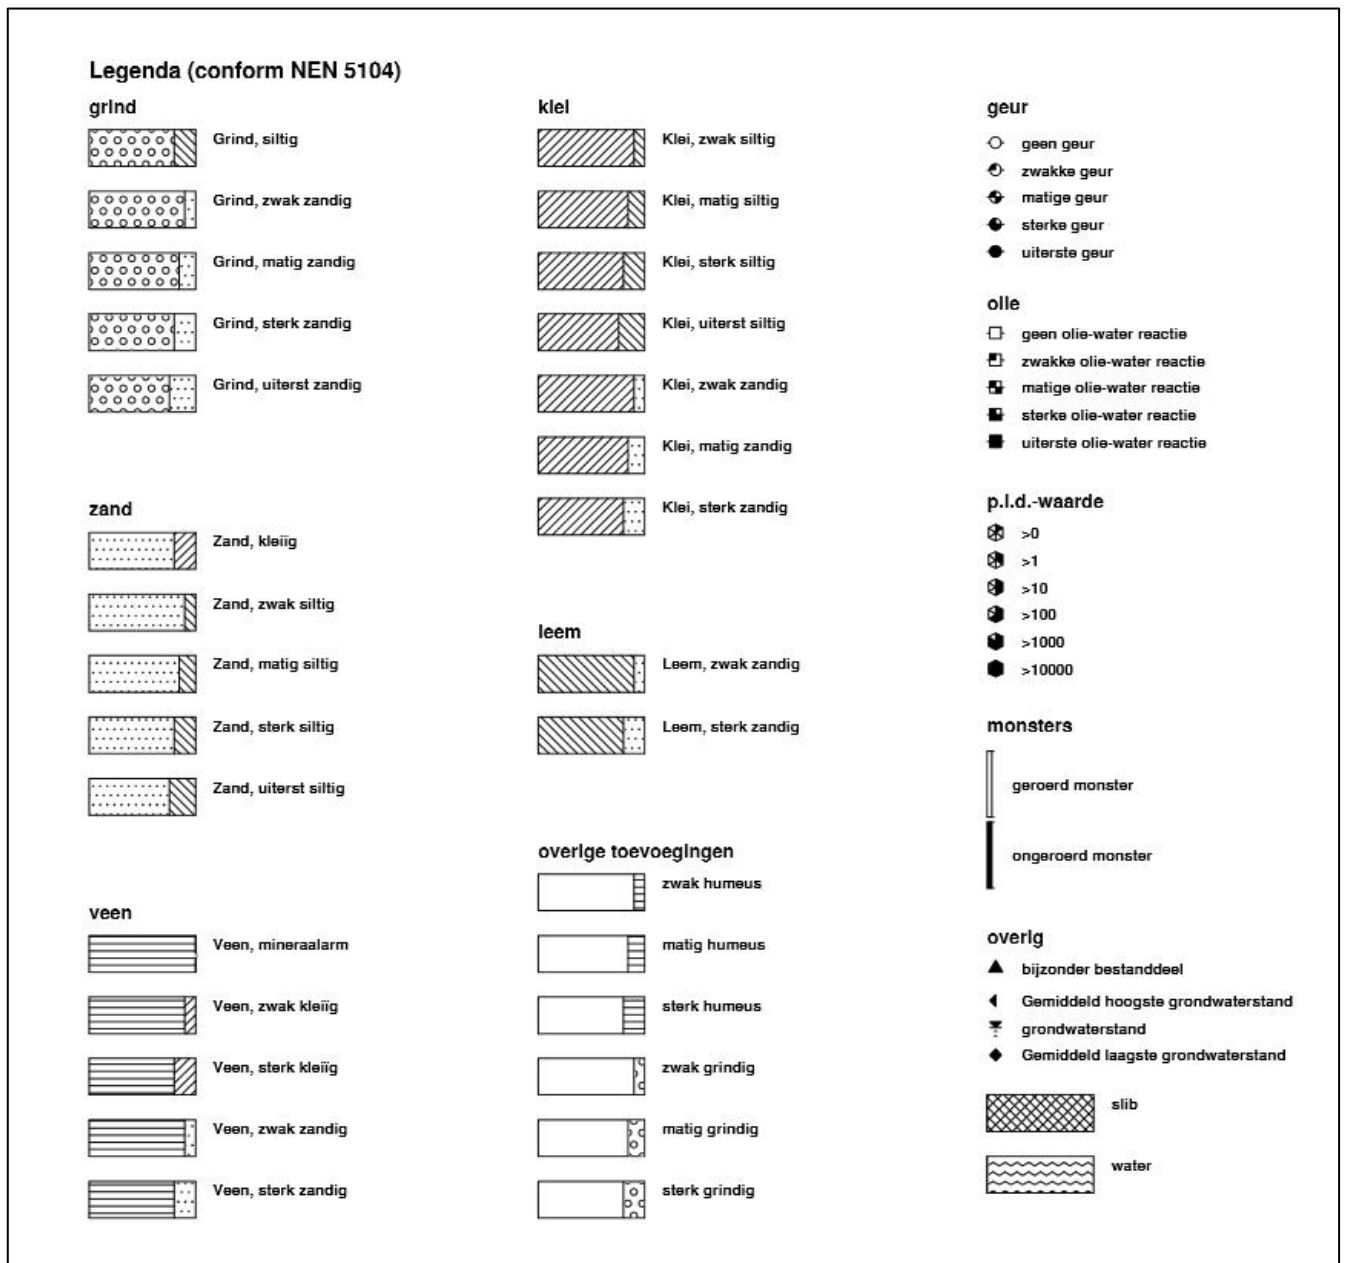 Legenda (conform NEN 5104)
grind
Grind, siltig
Grind, zwak zandig
Grind, matig zandig
Grind, sterk zandig
Grind, uiterst zandig
zand
Zand, kleiïg
Zand, zwak siltig
Zand, matig siltig
Zand, sterk siltig
Zand, uiterst siltig
veen
Veen, mineraalarm
Veen, zwak kleiïg
Veen, sterk kleiïg
Veen, zwak zandig
Veen, sterk zandig
klei
Klei, zwak siltig
Klei, matig siltig
Klei, sterk siltig
Klei, uiterst siltig
Klei, zwak zandig
Klei, matig zandig
Klei, sterk zandig
leem
Leem, zwak zandig
Leem, sterk zandig
overige toevoegingen
zwak humeus
matig humeus
sterk humeus
zwak grindig
matig grindig
sterk grindig
geur
geen geur
zwakke geur
matige geur
sterke geur
uiterste geur
olie
geen olie-water reactie
zwakke olie-water reactie
matige olie-water reactie
sterke olie-water reactie
uiterste olie-water reactie
p.i.d.-waarde
>0
>1
>10
>100
>1000
>10000
monsters
geroerd monster
ongeroerd monster
overig
bijzonder bestanddeel
Gemiddeld hoogste grondwaterstand
grondwaterstand
Gemiddeld laagste grondwaterstand
slib
water